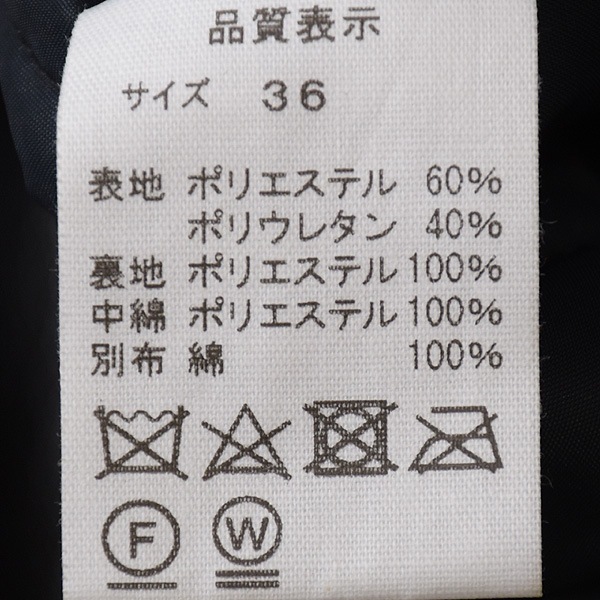 品質表示
サイズ 36
表地 ポリエステル 60%
ポリウレタン 40%
裏地 ポリエステル 100%
中綿 ポリエステル 100%
別布 綿 100%
F W